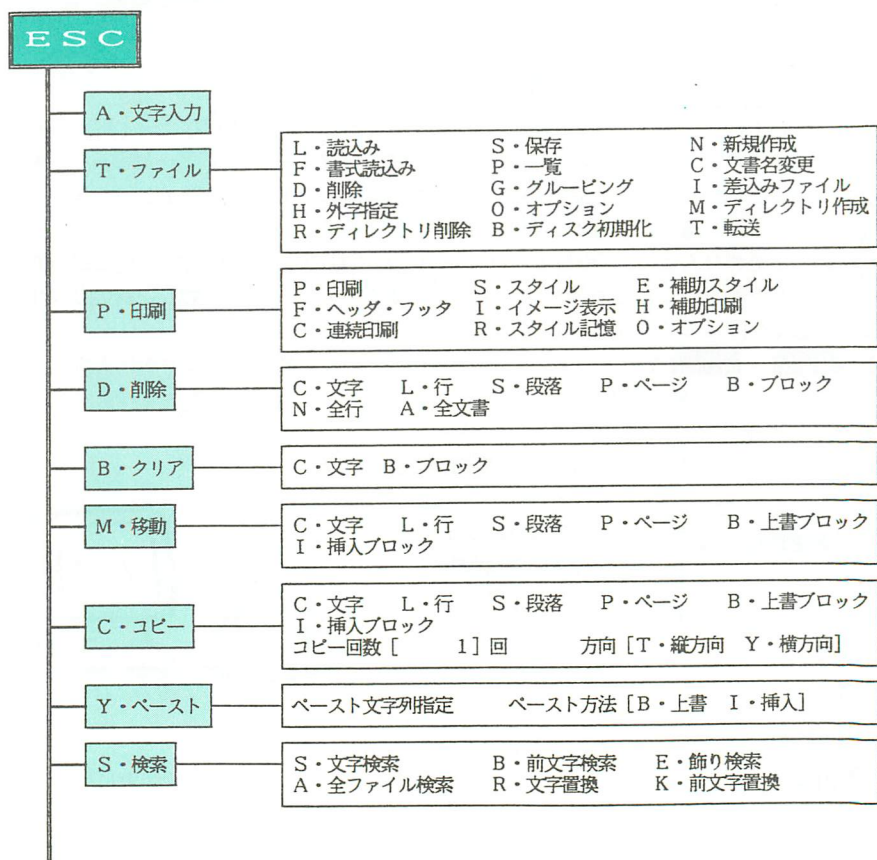 ＥＳＣ
Ａ・文字入力
Ｔ・ファイル
Ｌ・読込み　Ｓ・保存　Ｎ・新規作成
Ｆ・書式読込み　Ｐ・一覧　Ｃ・文書名変更
Ｄ・削除　Ｇ・グルーピング　Ｉ・差込みファイル
Ｈ・外字指定　Ｏ・オプション　Ｍ・ディレクトリ作成
Ｒ・ディレクトリ削除　Ｂ・ディスク初期化　Ｔ・転送
Ｐ・印刷
Ｐ・印刷　Ｓ・スタイル　Ｅ・補助スタイル
Ｆ・ヘッダ・フッタ　Ｉ・イメージ表示　Ｈ・補助印刷
Ｃ・連続印刷　Ｒ・スタイル記憶　Ｏ・オプション
Ｄ・削除
Ｃ・文字　Ｌ・行　Ｓ・段落　Ｐ・ページ　Ｂ・ブロック
Ｎ・全行　Ａ・全文書
Ｂ・クリア
Ｃ・文字　Ｂ・ブロック
Ｍ・移動
Ｃ・文字　Ｌ・行　Ｓ・段落　Ｐ・ページ　Ｂ・上書ブロック
Ｉ・挿入ブロック
Ｃ・コピー
Ｃ・文字　Ｌ・行　Ｓ・段落　Ｐ・ページ　Ｂ・上書ブロック
Ｉ・挿入ブロック
コピー回数［　　１］回　方向［Ｔ・縦方向　Ｙ・横方向］
Ｙ・ペースト
ペースト文字列指定　ペースト方法［Ｂ・上書　Ｉ・挿入］
Ｓ・検索
Ｓ・文字検索　Ｂ・前文字検索　Ｅ・飾り検索
Ａ・全ファイル検索　Ｒ・文字置換　Ｋ・前文字置換